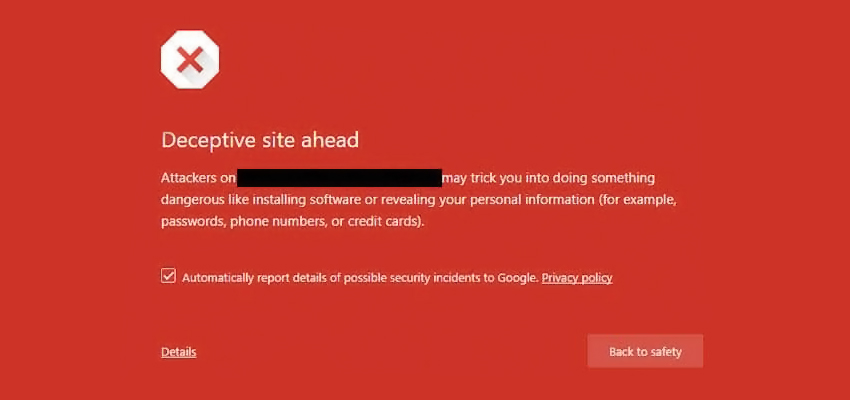 Deceptive site ahead
Attackers on may trick you into doing something
dangerous like installing software or revealing your personal information (for example,
passwords, phone numbers, or credit cards).
Automatically report details of possible security incidents to Google. Privacy policy
Details
Back to safety